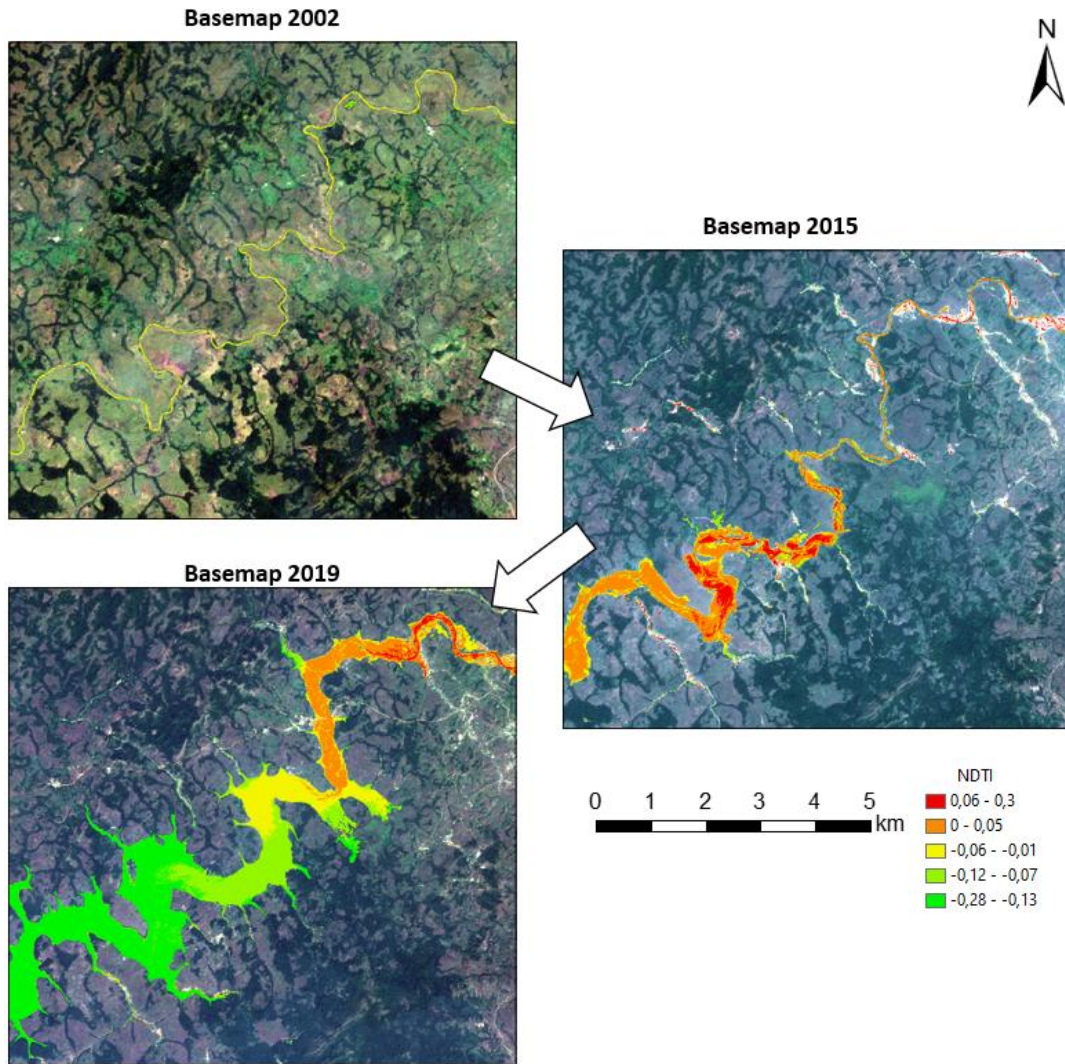 Basemap 2002
N
Basemap 2015
Basemap 2019
0 1 2 3 4 5
km
NDTI
0,06 - 0,3
0 - 0,05
-0,06 - -0,01
-0,12 - -0,07
-0,28 - -0,13